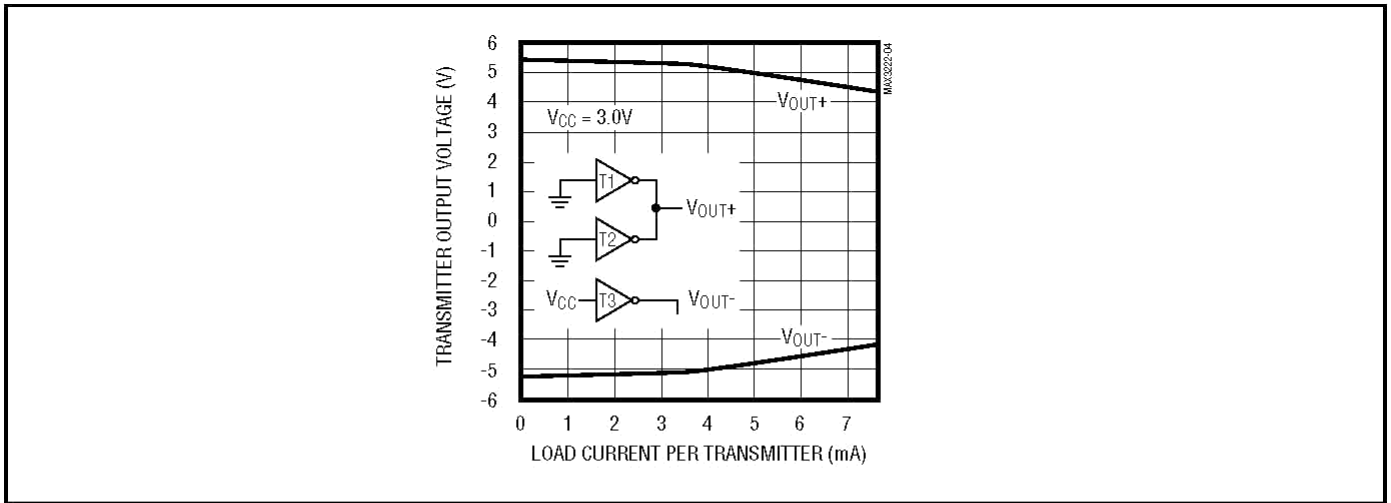 TRANSMITTER OUTPUT VOLTAGE (V)
6
5
4
3
2
1
0
-1
-2
-3
-4
-5
-6
VCC = 3.0V
VOUT+
T1
VOUT+
T2
VCC
T3
VOUT-
VOUT-
MAX3222-04
0 1 2 3 4 5 6 7
LOAD CURRENT PER TRANSMITTER (mA)